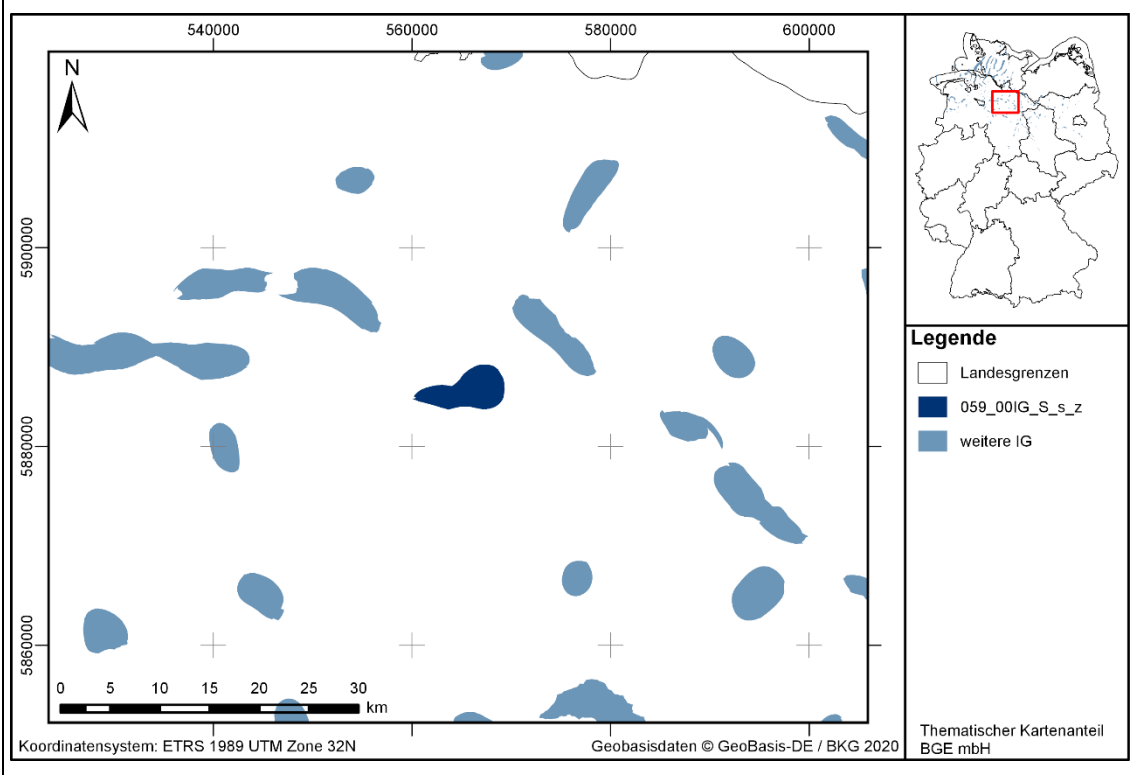 540000 560000 580000 600000
N
5900000
5880000
5860000
0 5 10 15 20 25 30
km
Koordinatensystem: ETRS 1989 UTM Zone 32N
Geobasisdaten © GeoBasis-DE / BKG 2020
Legende
Landesgrenzen
059_00IG_S_s_z
weitere IG
Thematischer Kartenanteil
BGE mbH